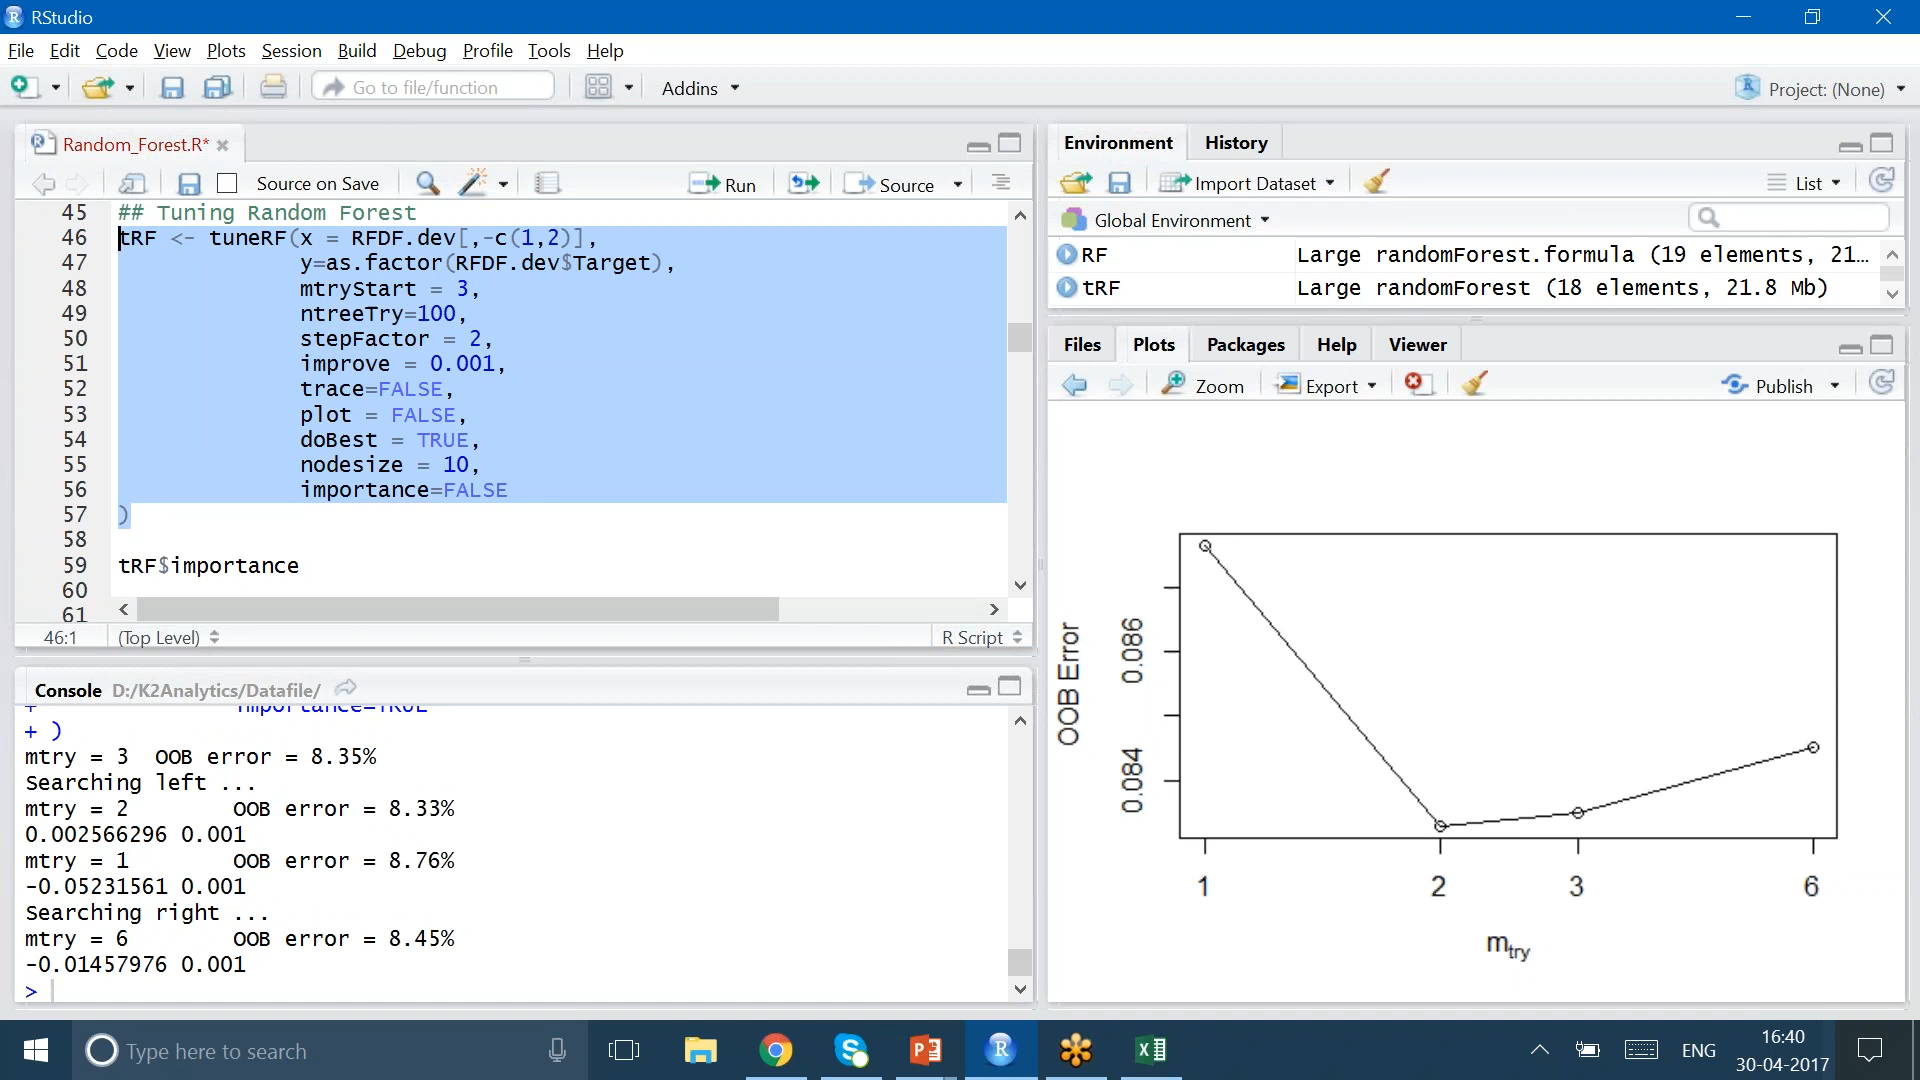 RStudio
File Edit Code View Plots Session Build Debug Profile Tools Help
Go to file/function Addins Project: (None)
Random_Forest.R*
Source on Save Run Source
45 ## Tuning Random Forest
46 tRF <- tuneRF(x = RFDF.dev[,-c(1,2)],
47 y=as.factor(RFDF.dev$Target),
48 mtryStart = 3,
49 ntreeTry=100,
50 stepFactor = 2,
51 improve = 0.001,
52 trace=FALSE,
53 plot = FALSE,
54 doBest = TRUE,
55 nodesize = 10,
56 importance=FALSE
57 )
58
59 tRF$importance
60
61
46:1 (Top Level) R Script
Console D:/K2Analytics/Datafile/
+ importance=TRUE
+ )
mtry = 3 OOB error = 8.35%
Searching left ...
mtry = 2 OOB error = 8.33%
0.002566296 0.001
mtry = 1 OOB error = 8.76%
-0.05231561 0.001
Searching right ...
mtry = 6 OOB error = 8.45%
-0.01457976 0.001
>
Environment History
Import Dataset List
Global Environment
RF Large randomForest.formula (19 elements, 21...
tRF Large randomForest (18 elements, 21.8 Mb)
Files Plots Packages Help Viewer
Zoom Export Publish
OOB Error
0.086
0.084
1 2 3 6
mtry
Type here to search
ENG
16:40
30-04-2017